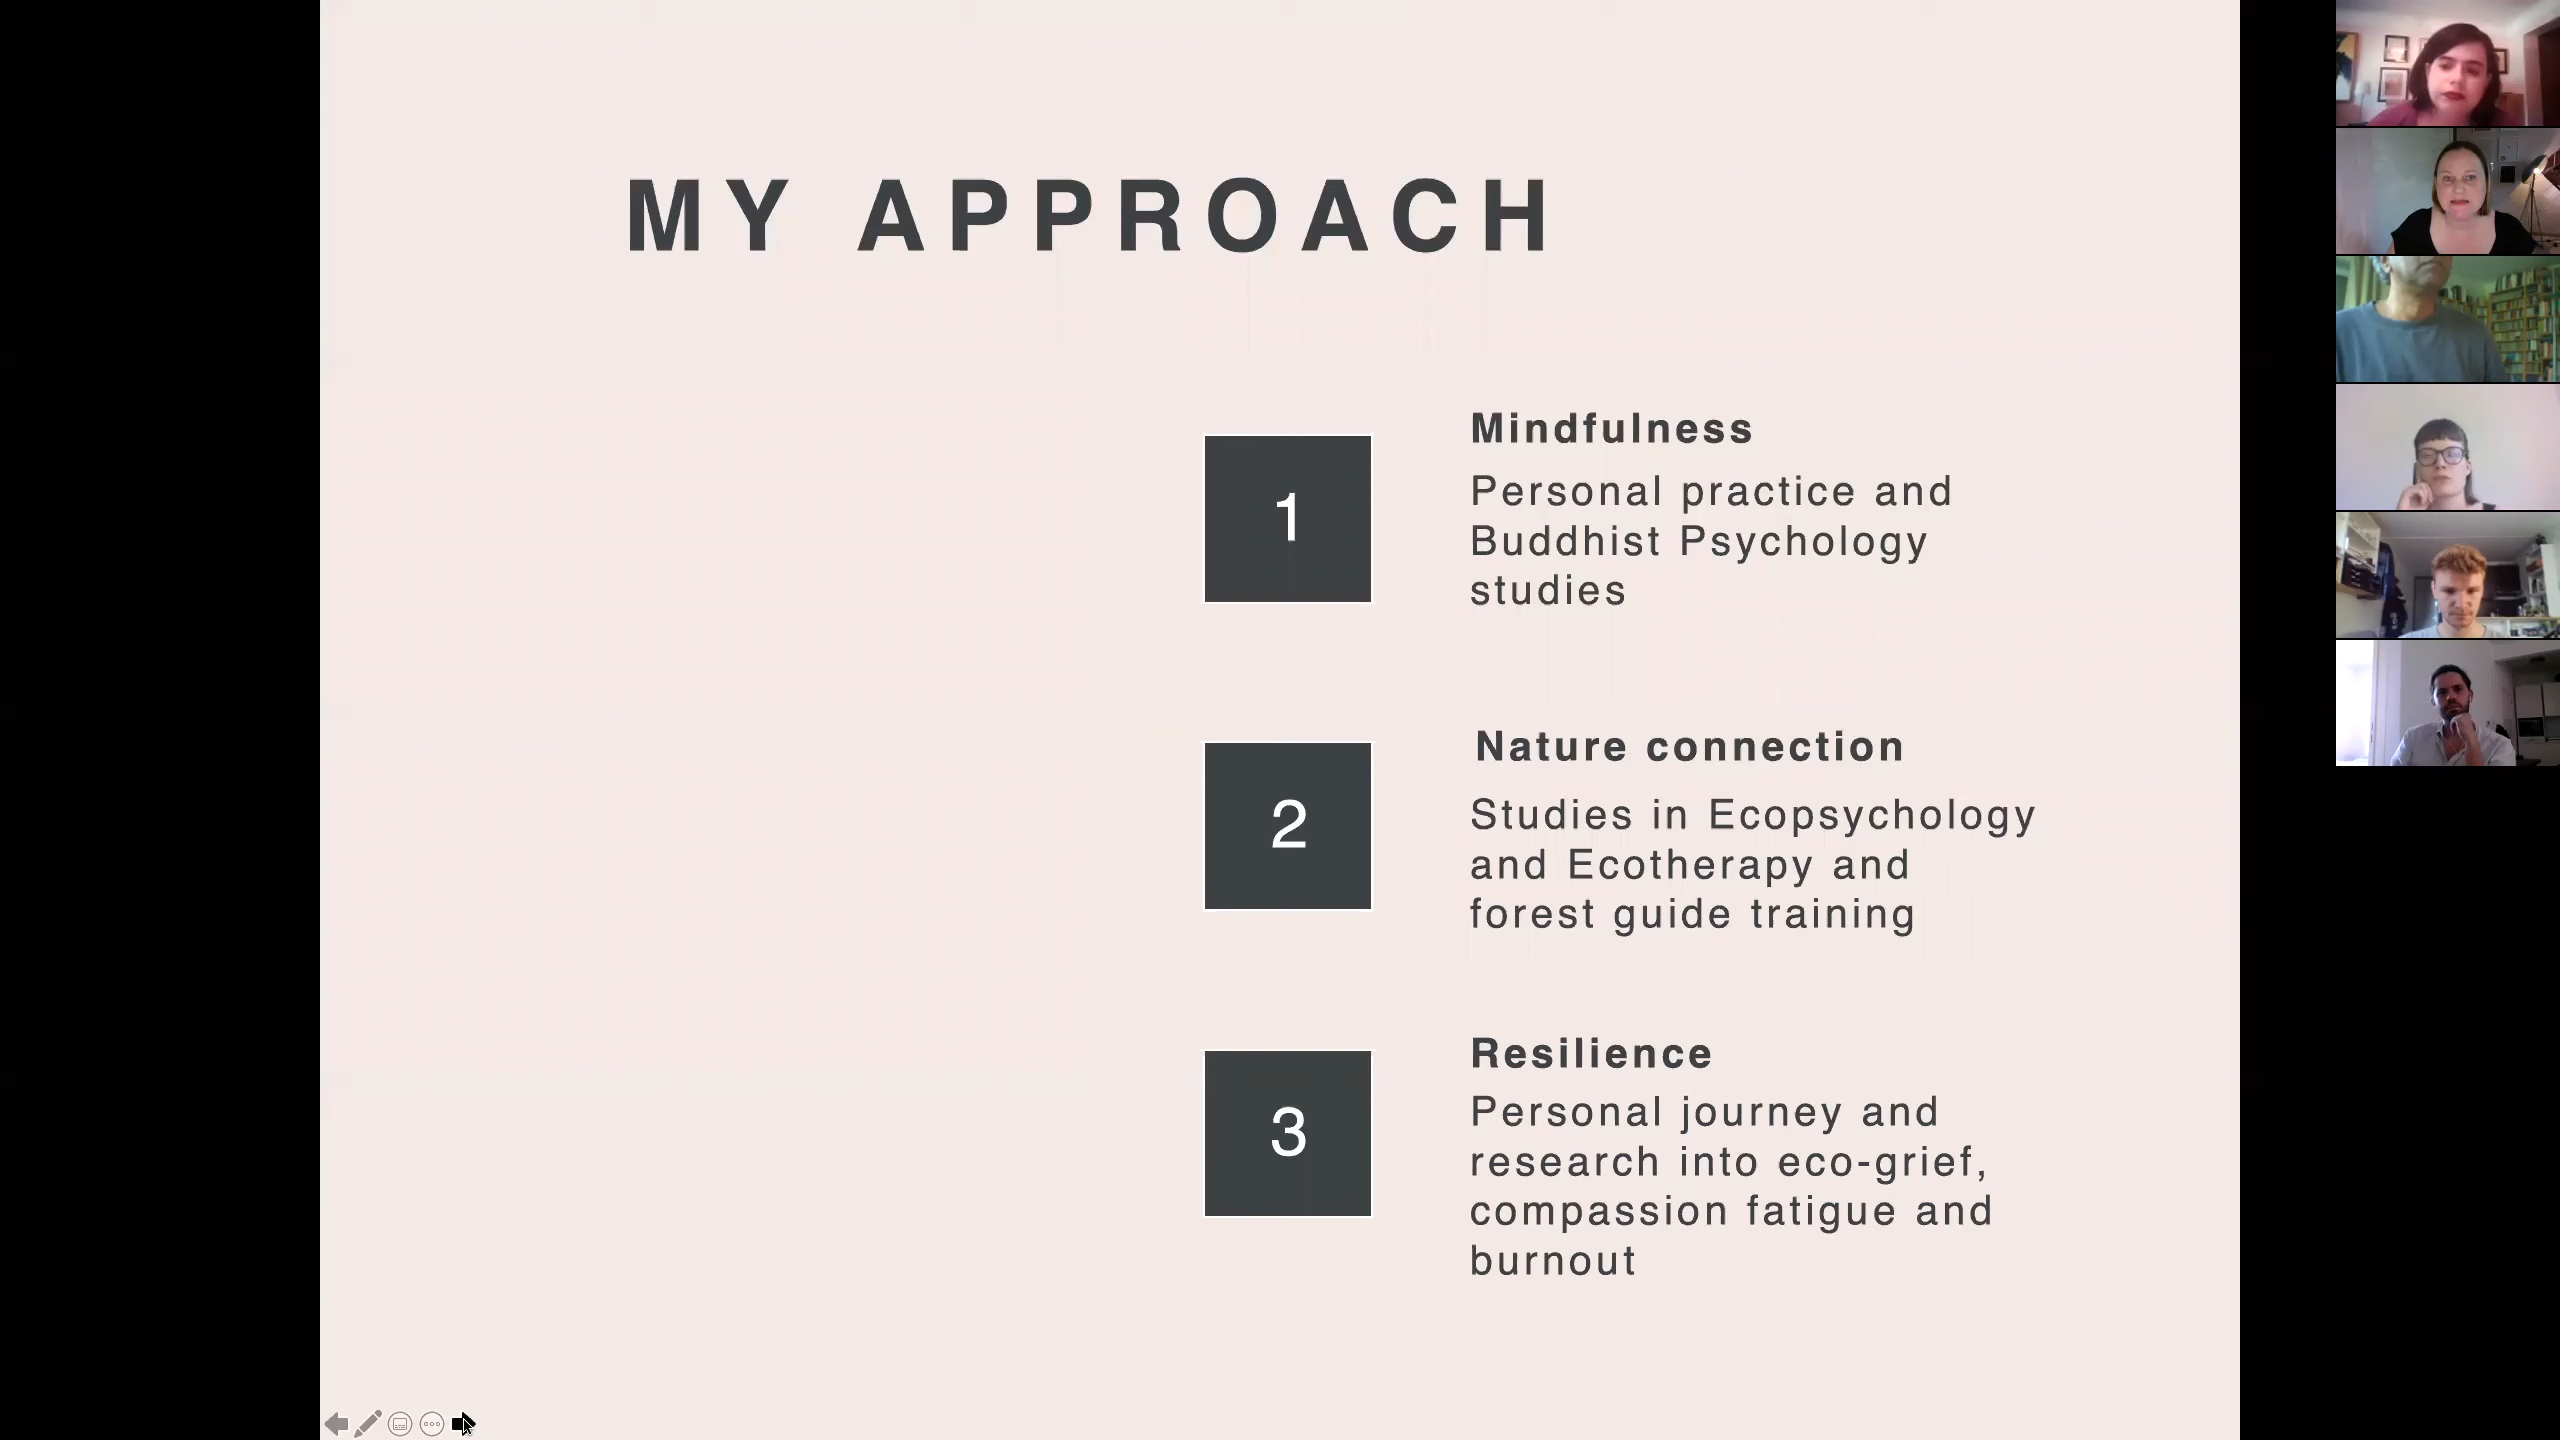 MY APPROACH
1
Mindfulness
Personal practice and
Buddhist Psychology
studies
2
Nature connection
Studies in Ecopsychology
and Ecotherapy and
forest guide training
3
Resilience
Personal journey and
research into eco-grief,
compassion fatigue and
burnout